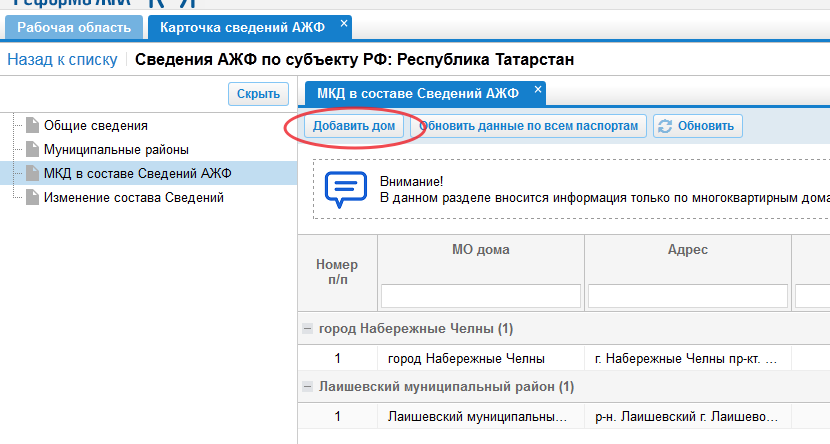 Рабочая область
Карточка сведений АЖФ ×
Назад к списку Сведения АЖФ по субъекту РФ: Республика Татарстан
Скрыть
Общие сведения
Муниципальные районы
МКД в составе Сведений АЖФ
Изменение состава Сведений
МКД в составе Сведений АЖФ ×
Добавить дом Обновить данные по всем паспортам Обновить
Внимание!
В данном разделе вносится информация только по многоквартирным дома
Номер п/п
МО дома
Адрес
город Набережные Челны (1)
1 город Набережные Челны г. Набережные Челны пр-кт. ...
Лаишевский муниципальный район (1)
1 Лаишевский муниципальны... р-н. Лаишевский г. Лаишево...